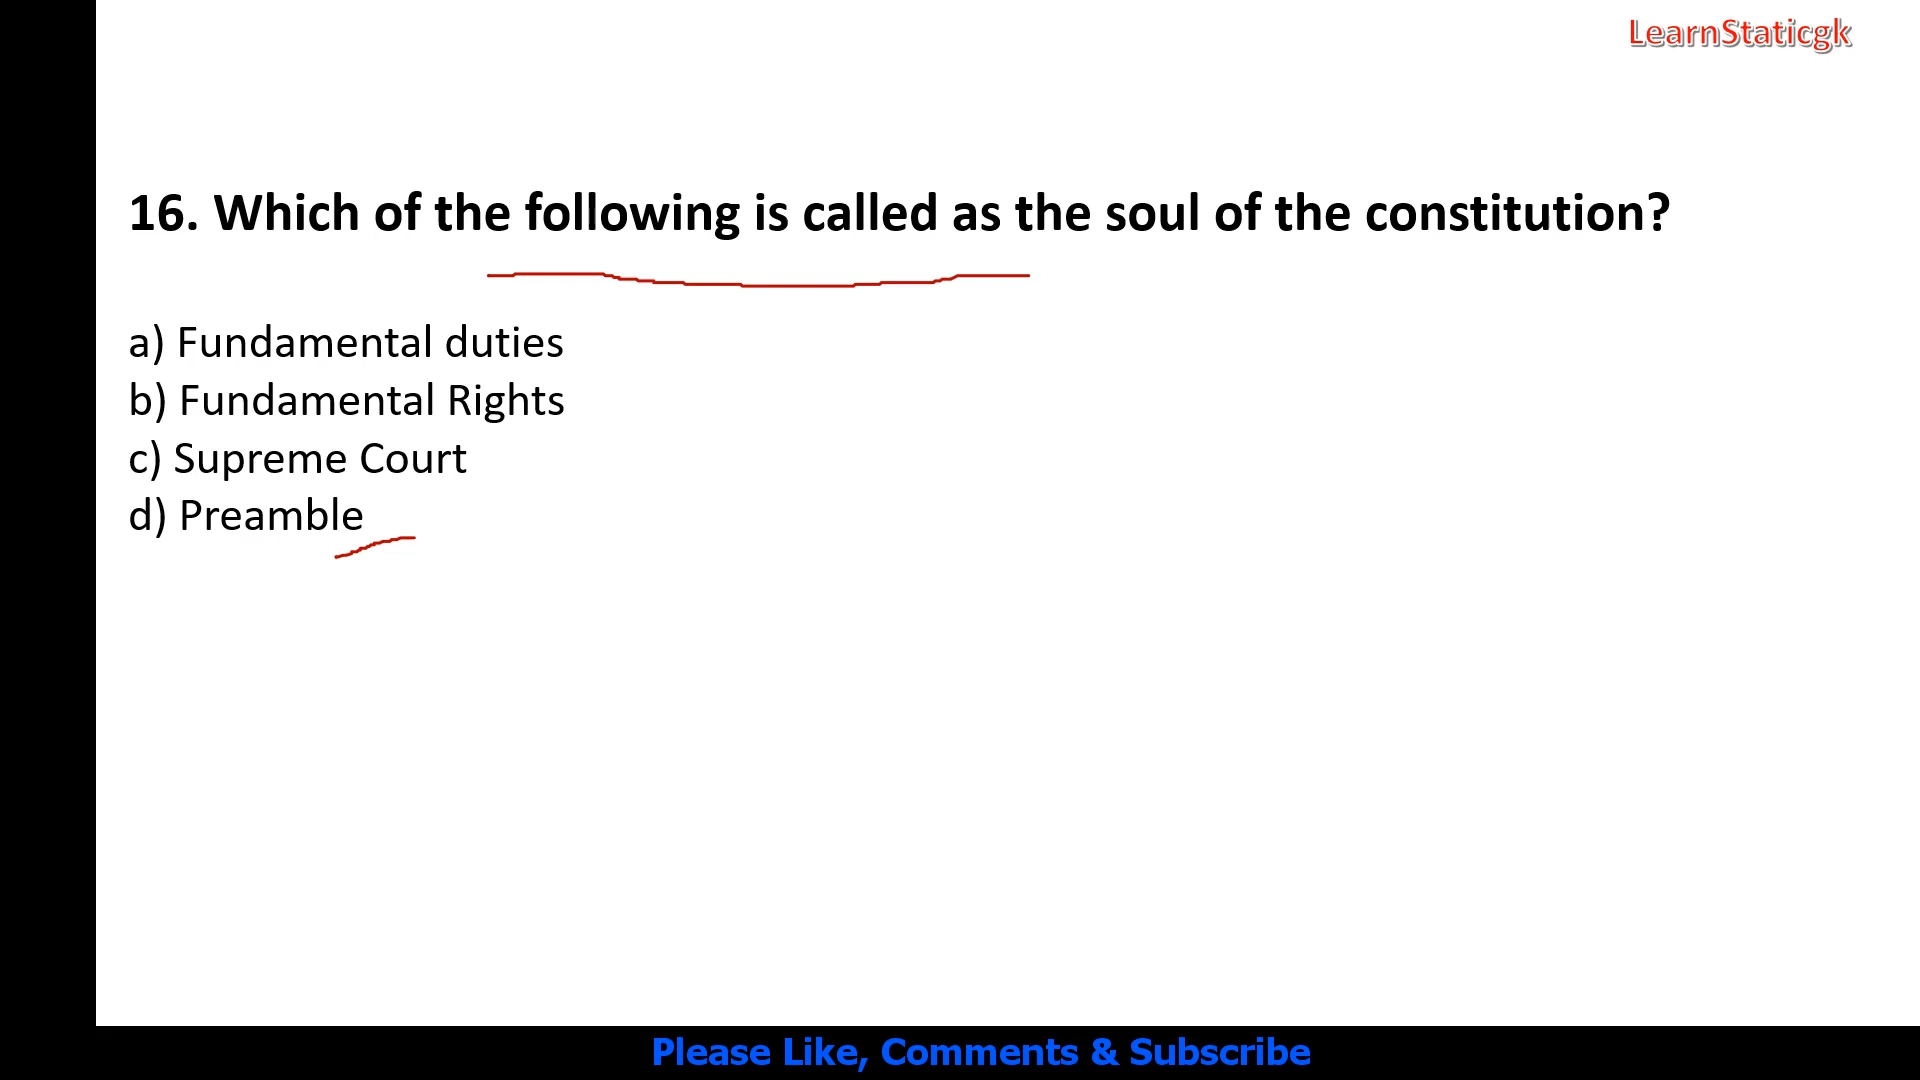 LearnStaticgk
16. Which of the following is called as the soul of the constitution?
a) Fundamental duties
b) Fundamental Rights
c) Supreme Court
d) Preamble
Please Like, Comments & Subscribe